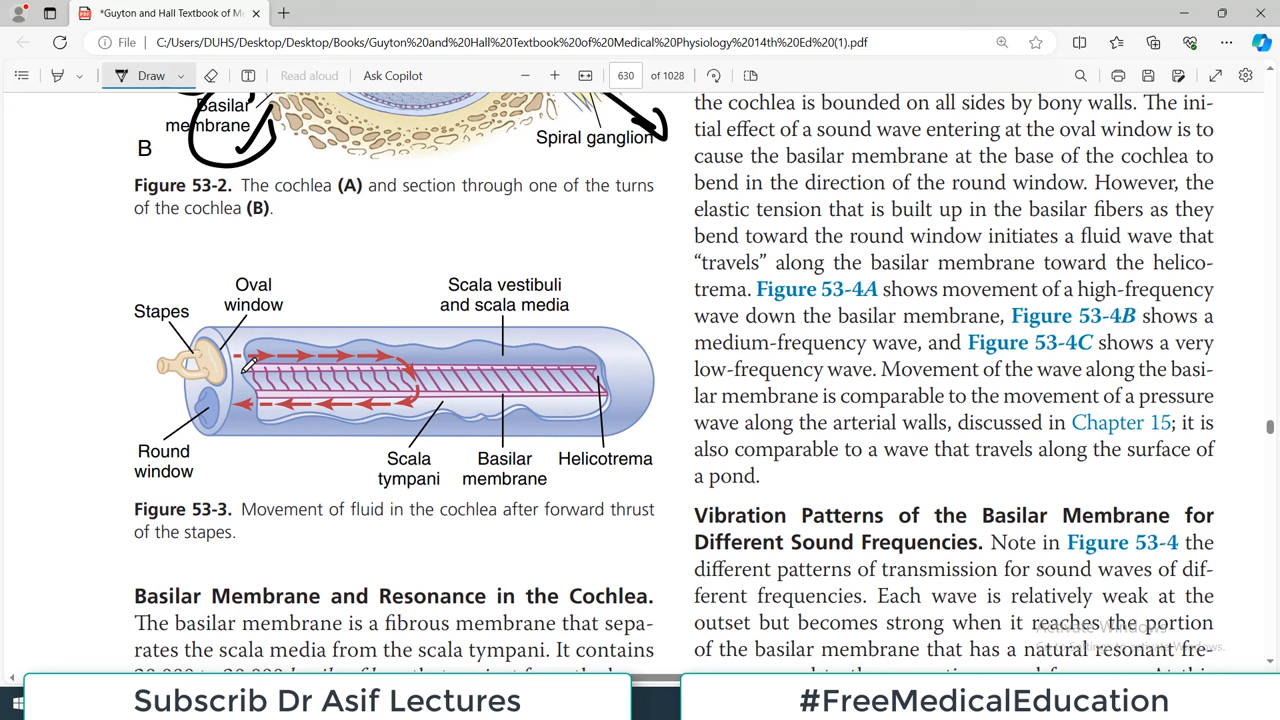 *Guyton and Hall Textbook of Me
File
C:/Users/DUHS/Desktop/Desktop/Books/Guyton%20and%20Hall%20Textbook%20of%20Medical%20Physiology%2014th%20Ed%20(1).pdf
Draw
Read aloud
Ask Copilot
630 of 1028
Basilar
membrane
Spiral ganglion
B
Figure 53-2. The cochlea (A) and section through one of the turns
of the cochlea (B).
Oval
window
Stapes
Scala vestibuli
and scala media
Round
window
Scala
tympani
Basilar
membrane
Helicotrema
Figure 53-3. Movement of fluid in the cochlea after forward thrust
of the stapes.
Basilar Membrane and Resonance in the Cochlea.
The basilar membrane is a fibrous membrane that sepa-
rates the scala media from the scala tympani. It contains
the cochlea is bounded on all sides by bony walls. The ini-
tial effect of a sound wave entering at the oval window is to
cause the basilar membrane at the base of the cochlea to
bend in the direction of the round window. However, the
elastic tension that is built up in the basilar fibers as they
bend toward the round window initiates a fluid wave that
“travels” along the basilar membrane toward the helico-
trema. Figure 53-4A shows movement of a high-frequency
wave down the basilar membrane, Figure 53-4B shows a
medium-frequency wave, and Figure 53-4C shows a very
low-frequency wave. Movement of the wave along the basi-
lar membrane is comparable to the movement of a pressure
wave along the arterial walls, discussed in Chapter 15; it is
also comparable to a wave that travels along the surface of
a pond.
Vibration Patterns of the Basilar Membrane for
Different Sound Frequencies. Note in Figure 53-4 the
different patterns of transmission for sound waves of dif-
ferent frequencies. Each wave is relatively weak at the
outset but becomes strong when it reaches the portion
of the basilar membrane that has a natural resonant fre-
Activate Windows
Subscrib Dr Asif Lectures
#FreeMedicalEducation